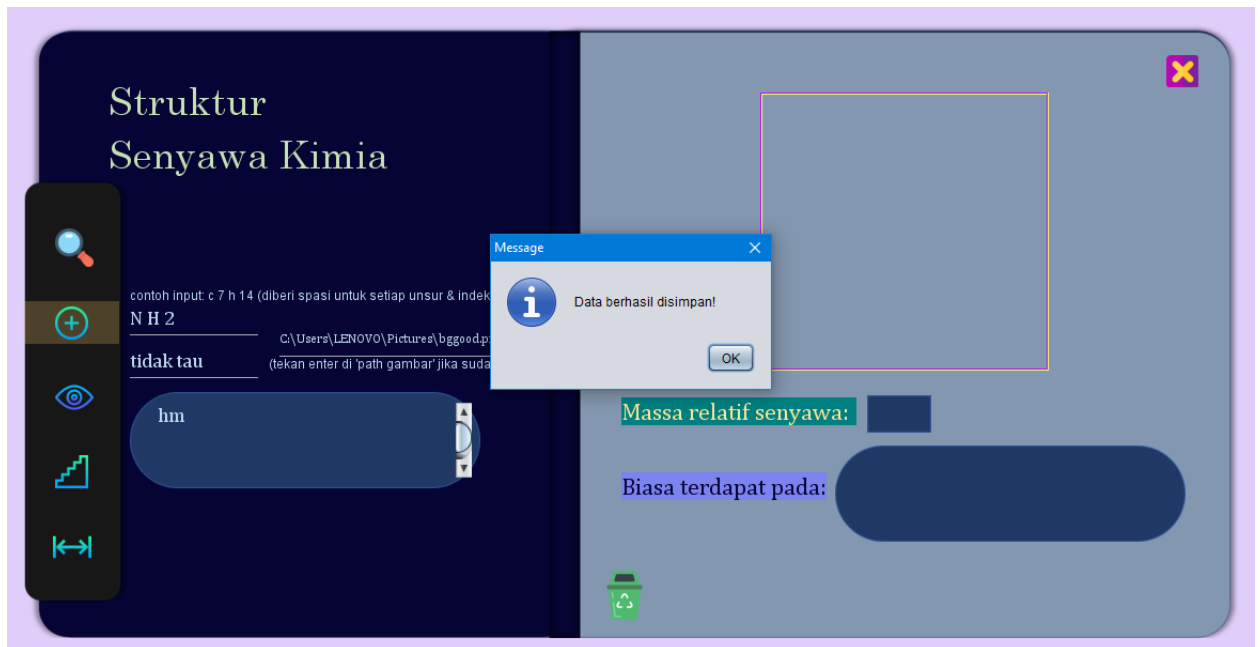 Struktur
Senyawa Kimia
contoh input: c 7 h 14 (diberi spasi untuk setiap unsur & indek
N H 2
C:\Users\LENOVO\Pictures\bggood.p
tidak tau
(tekan enter di 'path gambar' jika suda
hm
Message
Data berhasil disimpan!
OK
Massa relatif senyawa:
Biasa terdapat pada: